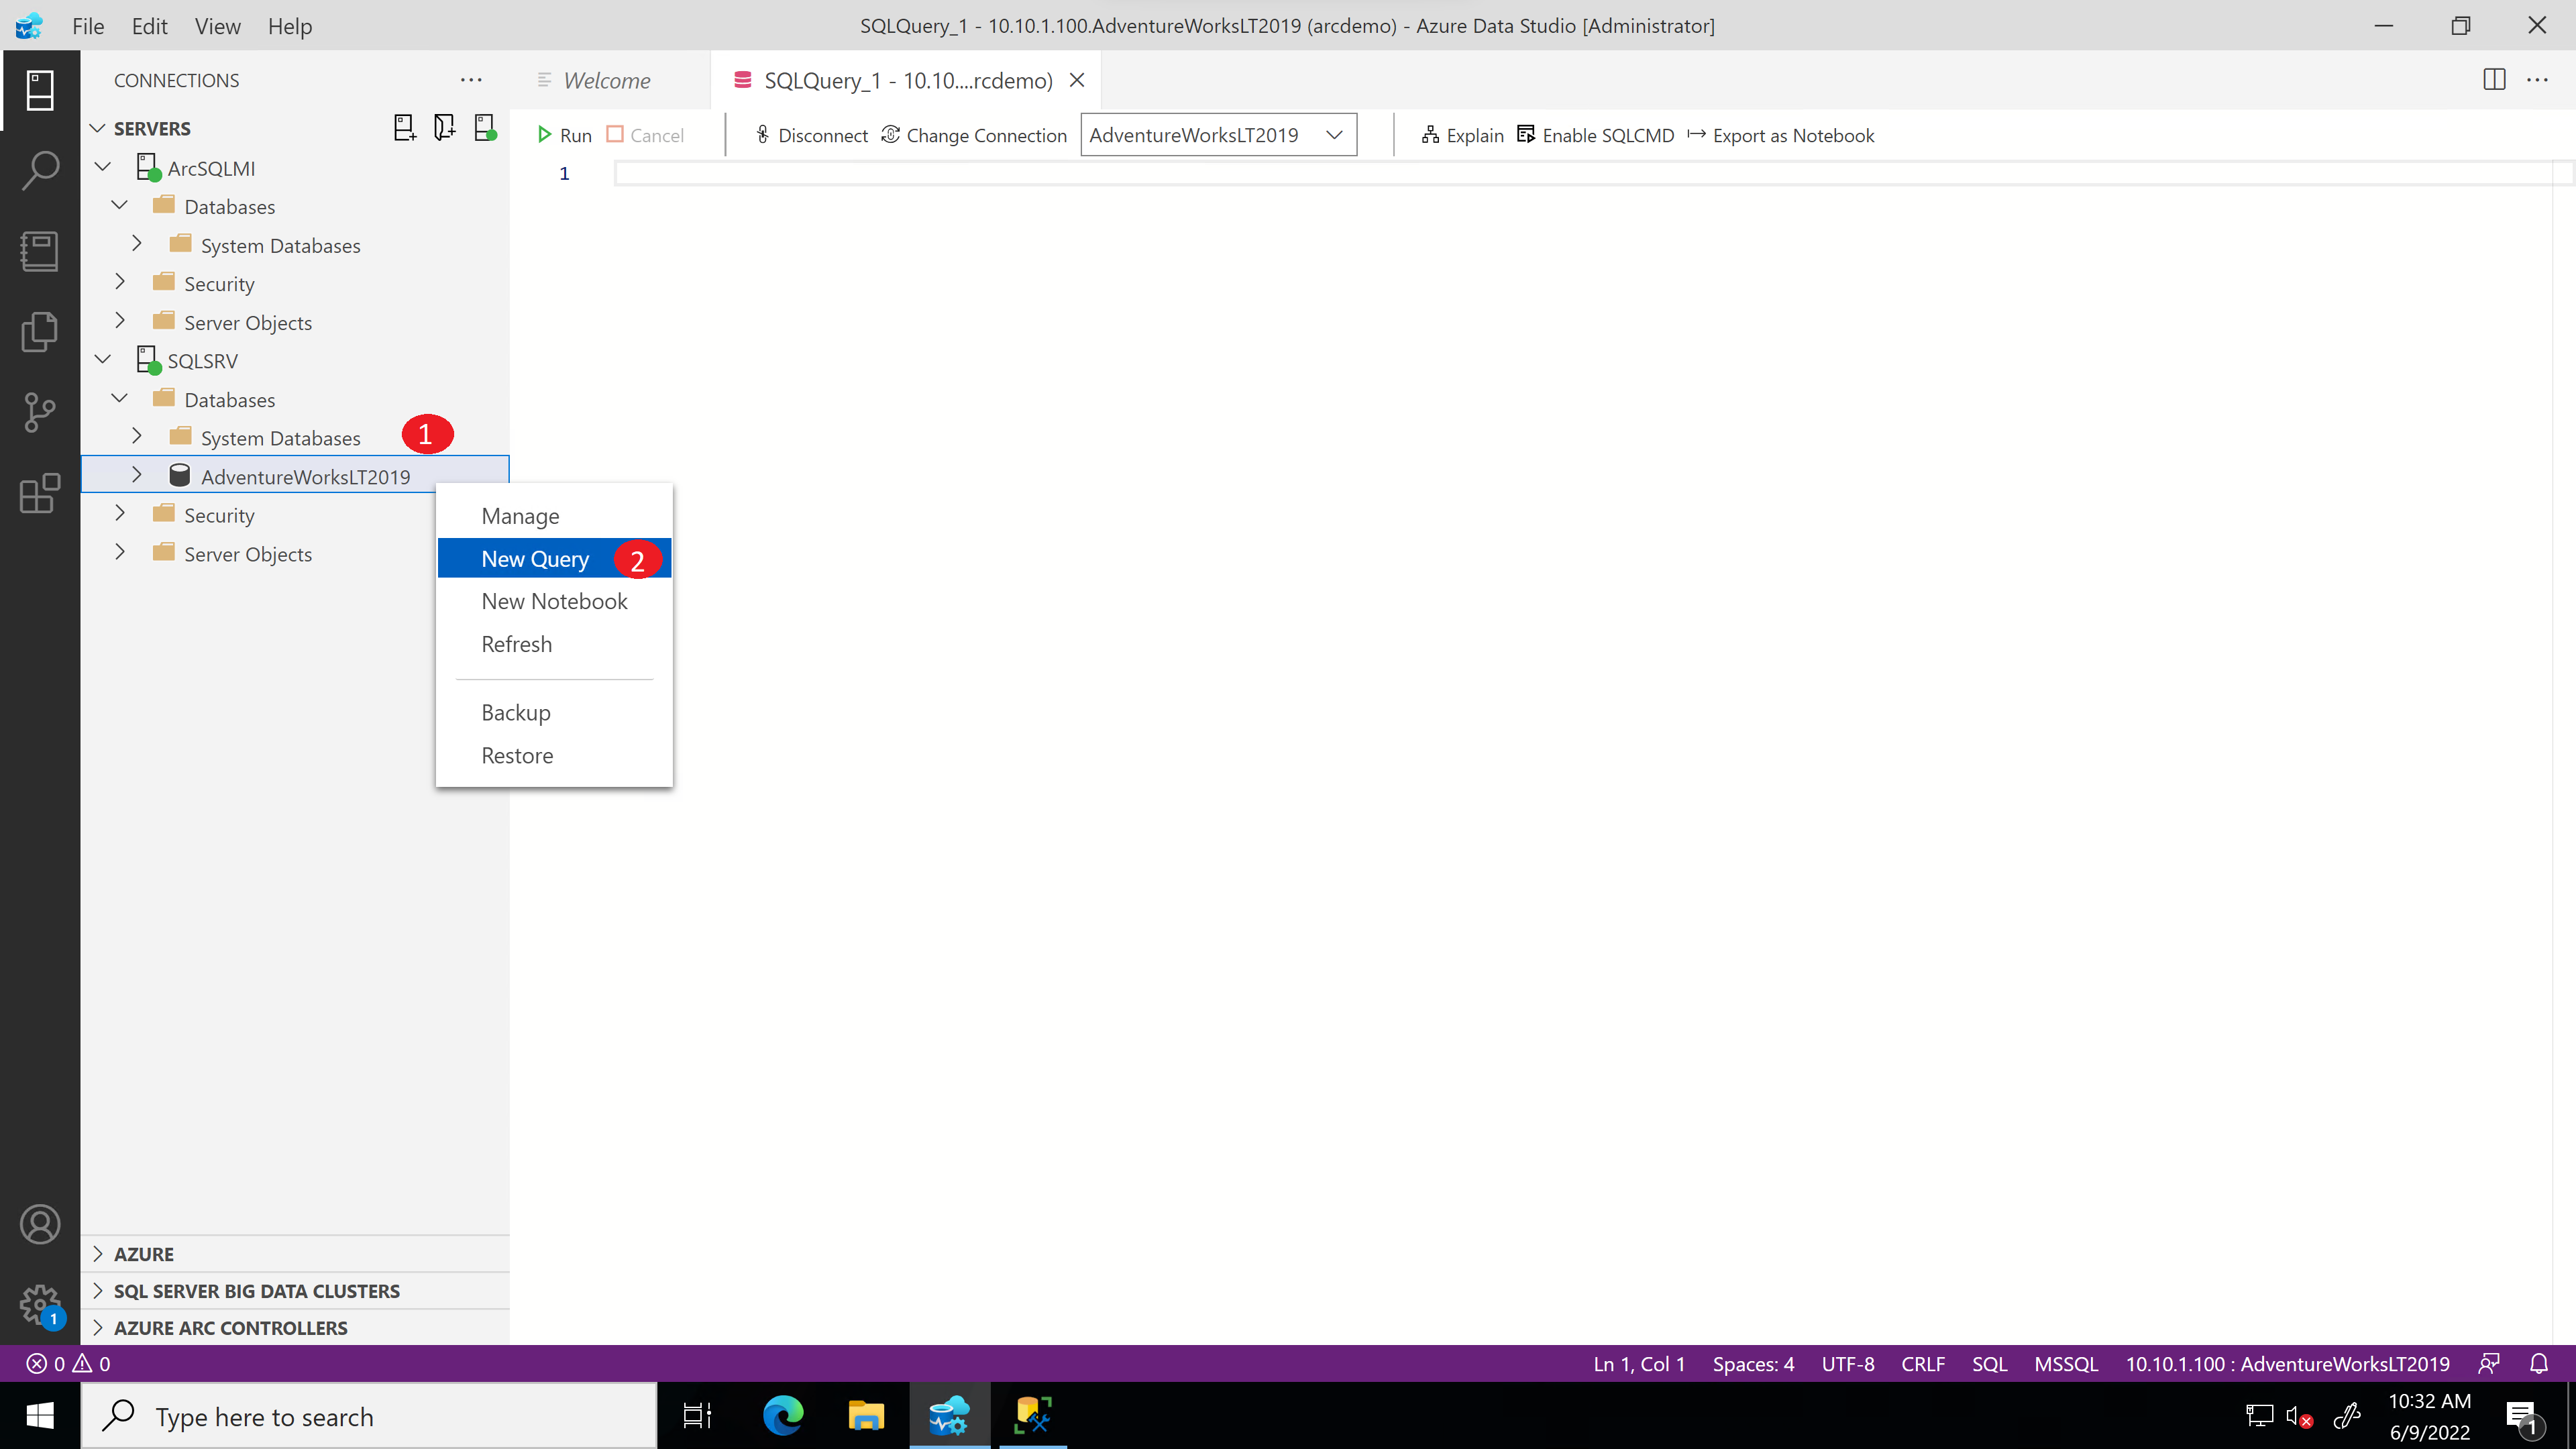 File Edit View Help
SQLQuery_1 - 10.10.1.100.AdventureWorksLT2019 (arcdemo) - Azure Data Studio [Administrator]
CONNECTIONS
Welcome
SQLQuery_1 - 10.10....rcdemo)
SERVERS
Run
Cancel
Disconnect
Change Connection
AdventureWorksLT2019
Explain
Enable SQLCMD
Export as Notebook
1
ArcSQLMI
Databases
System Databases
Security
Server Objects
SQLSRV
Databases
System Databases
1
AdventureWorksLT2019
Security
Server Objects
Manage
New Query
2
New Notebook
Refresh
Backup
Restore
AZURE
SQL SERVER BIG DATA CLUSTERS
AZURE ARC CONTROLLERS
1
0 0
Ln 1, Col 1
Spaces: 4
UTF-8
CRLF
SQL
MSSQL
10.10.1.100 : AdventureWorksLT2019
Type here to search
10:32 AM
6/9/2022
1